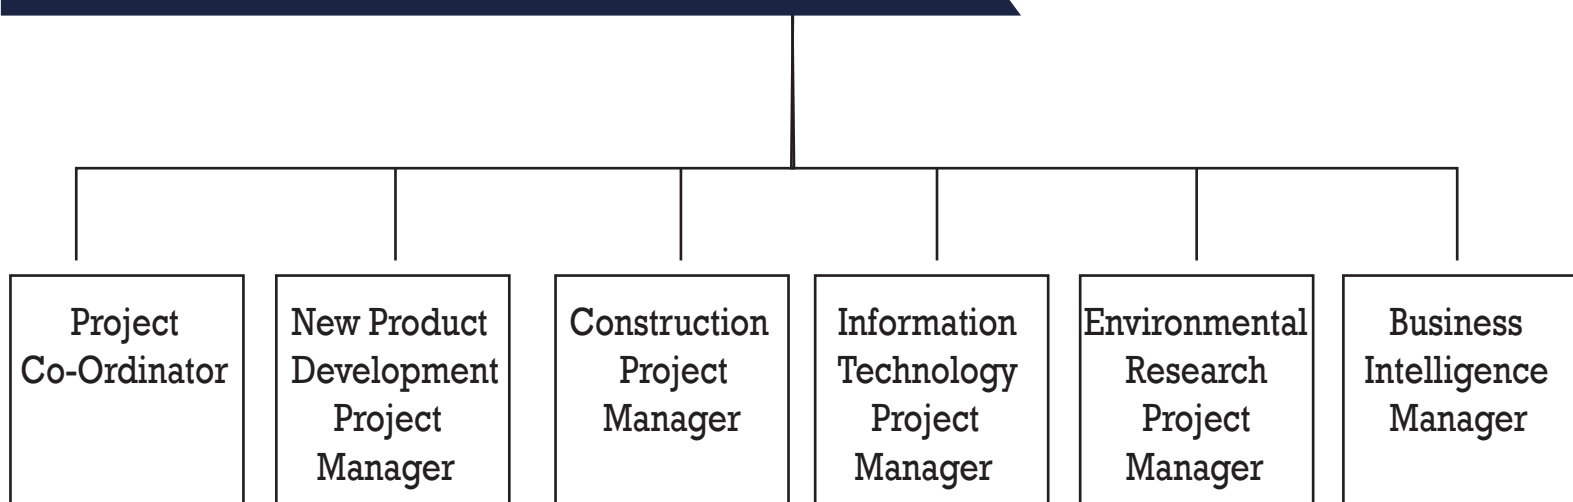 Project
Co-Ordinator
New Product
Development
Project
Manager
Construction
Project
Manager
Information
Technology
Project
Manager
Environmental
Research
Project
Manager
Business
Intelligence
Manager